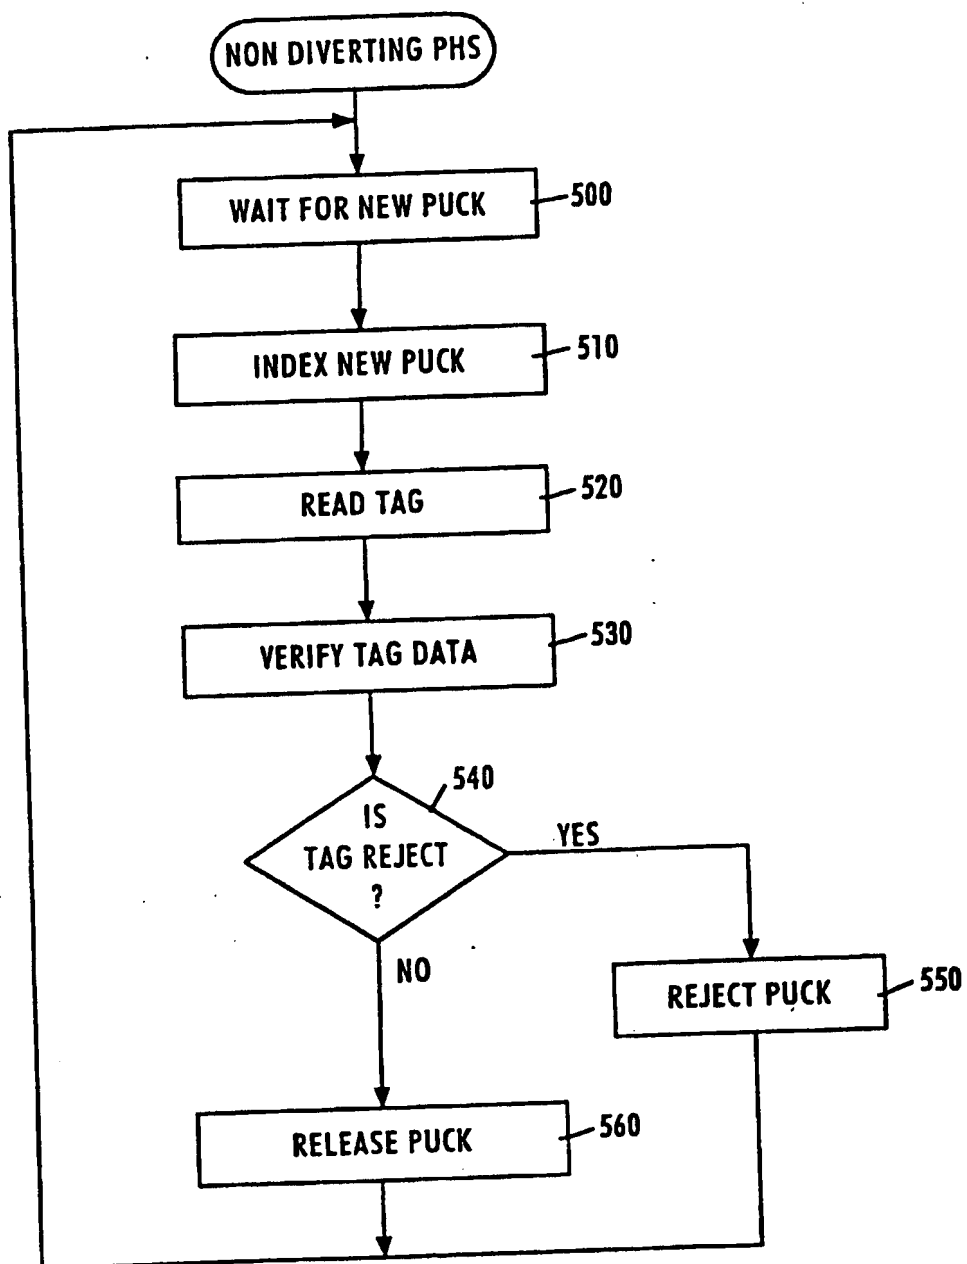 NON DIVERTING PHS
WAIT FOR NEW PUCK
500
INDEX NEW PUCK
510
READ TAG
520
VERIFY TAG DATA
530
540
IS
TAG REJECT
?
YES
NO
REJECT PUCK
550
RELEASE PUCK
560